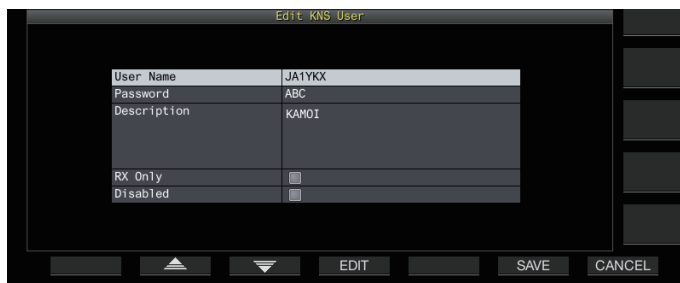 Edit KNS User
User Name JA1YKX
Password ABC
Description KAMOI
RX Only
Disabled
EDIT SAVE CANCEL